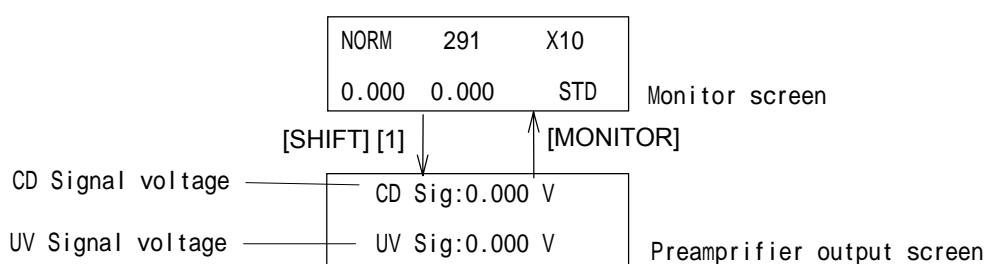 NORM 291 X10
0.000 0.000 STD Monitor screen
[SHIFT] [1] [MONITOR]
CD Signal voltage CD Sig:0.000 V
UV Signal voltage UV Sig:0.000 V Preamprifier output screen